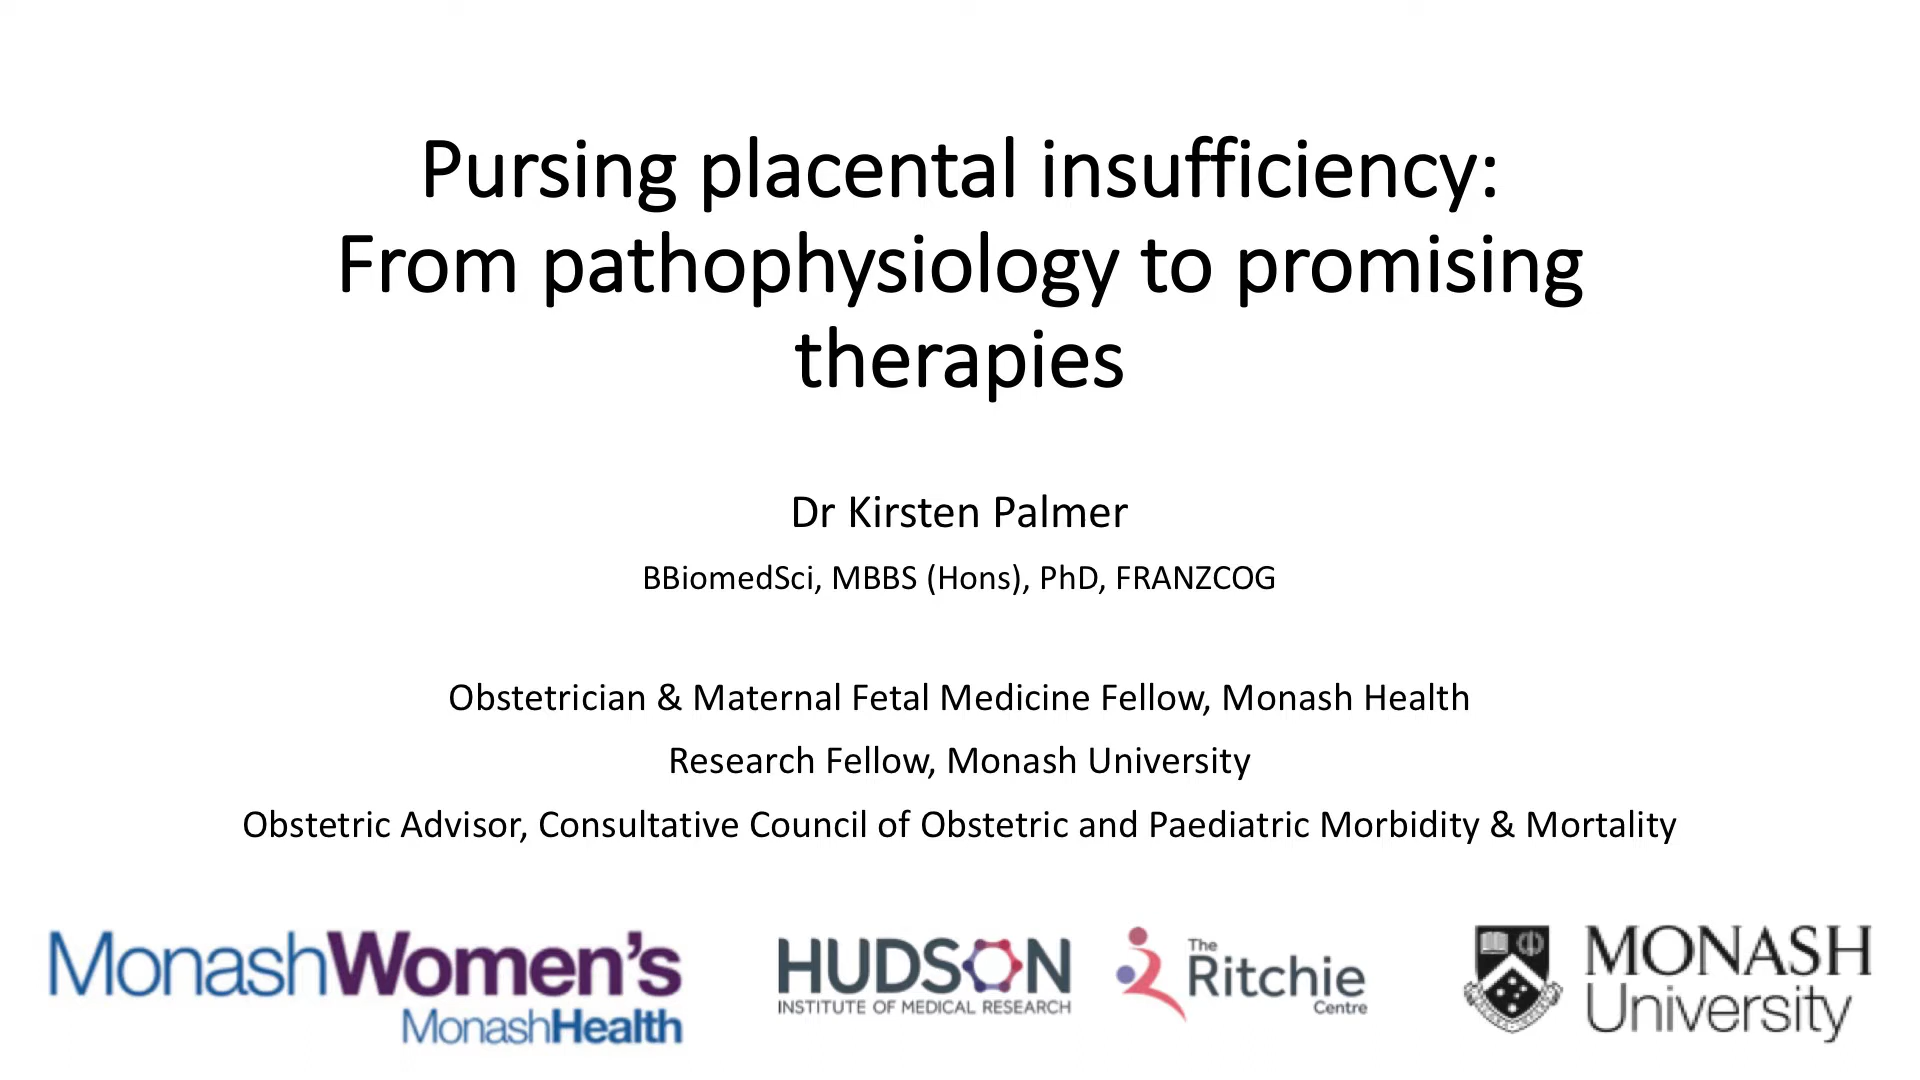 Pursing placental insufficiency:
From pathophysiology to promising
therapies
Dr Kirsten Palmer
BBiomedSci, MBBS (Hons), PhD, FRANZCOG
Obstetrician & Maternal Fetal Medicine Fellow, Monash Health
Research Fellow, Monash University
Obstetric Advisor, Consultative Council of Obstetric and Paediatric Morbidity & Mortality
MonashWomen's
MonashHealth
HUDSON
INSTITUTE OF MEDICAL RESEARCH
The
Ritchie
Centre
MONASH
University